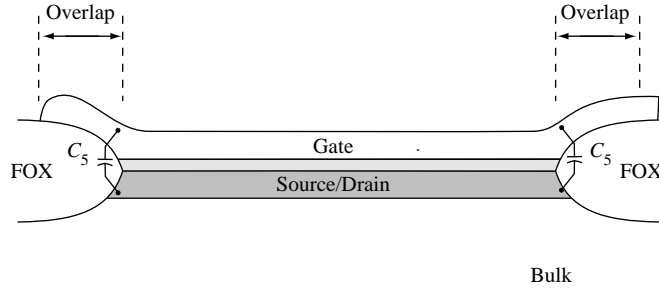 Overlap Overlap
Gate
C5 C5
FOX FOX
Source/Drain
Bulk